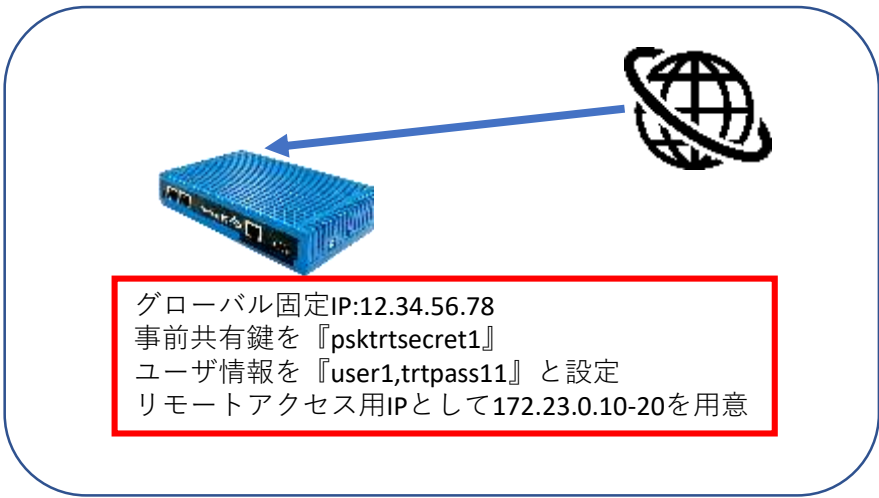 グローバル固定IP:12.34.56.78
事前共有鍵を『psktrtsecret1』
ユーザ情報を『user1,trtpass11』と設定
リモートアクセス用IPとして172.23.0.10-20を用意